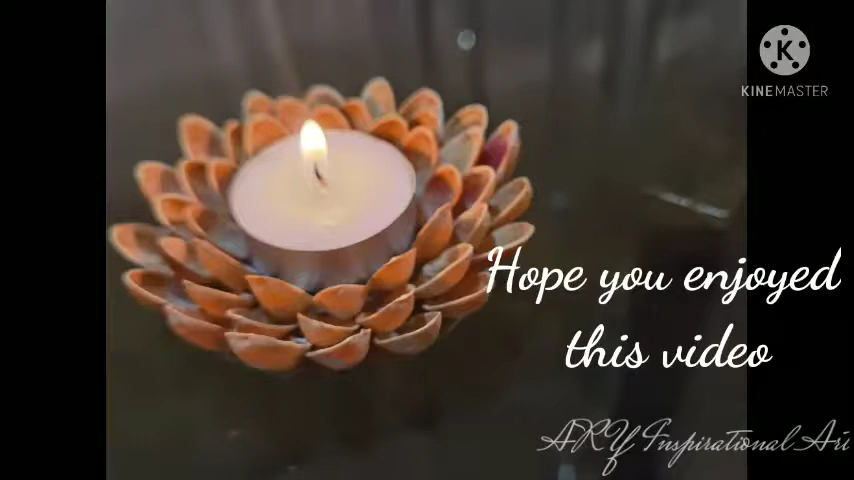 KINEMASTER
Hope you enjoyed
this video
ARY Inspirational Art